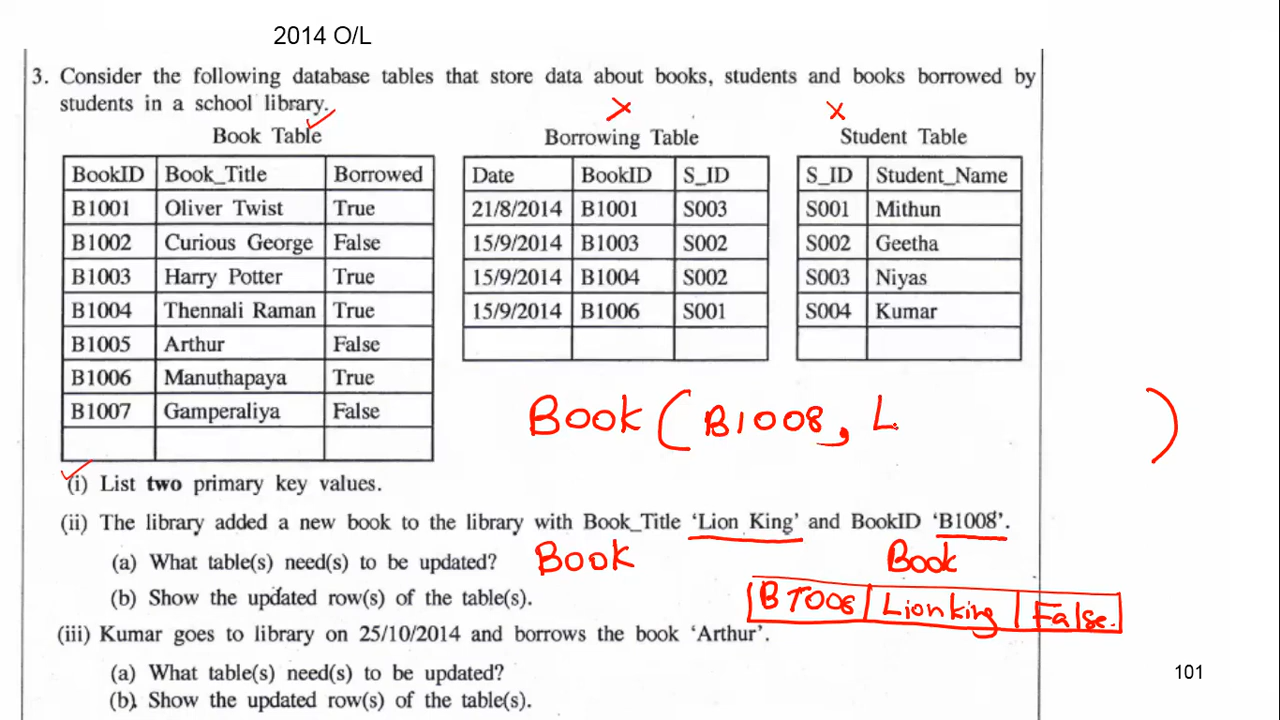 2014 O/L
3. Consider the following database tables that store data about books, students and books borrowed by
students in a school library.
Book Table Borrowing Table Student Table
BookID Book_Title Borrowed Date BookID S_ID S_ID Student_Name
B1001 Oliver Twist True 21/8/2014 B1001 S003 S001 Mithun
B1002 Curious George False 15/9/2014 B1003 S002 S002 Geetha
B1003 Harry Potter True 15/9/2014 B1004 S002 S003 Niyas
B1004 Thennali Raman True 15/9/2014 B1006 S001 S004 Kumar
B1005 Arthur False
B1006 Manuthapaya True
B1007 Gamperaliya False
Book ( B1008, L )
(i) List two primary key values.
(ii) The library added a new book to the library with Book_Title 'Lion King' and BookID 'B1008'.
(a) What table(s) need(s) to be updated? Book Book
(b) Show the updated row(s) of the table(s). B1008 Lion king False.
(iii) Kumar goes to library on 25/10/2014 and borrows the book 'Arthur'.
(a) What table(s) need(s) to be updated?
(b) Show the updated row(s) of the table(s).
101